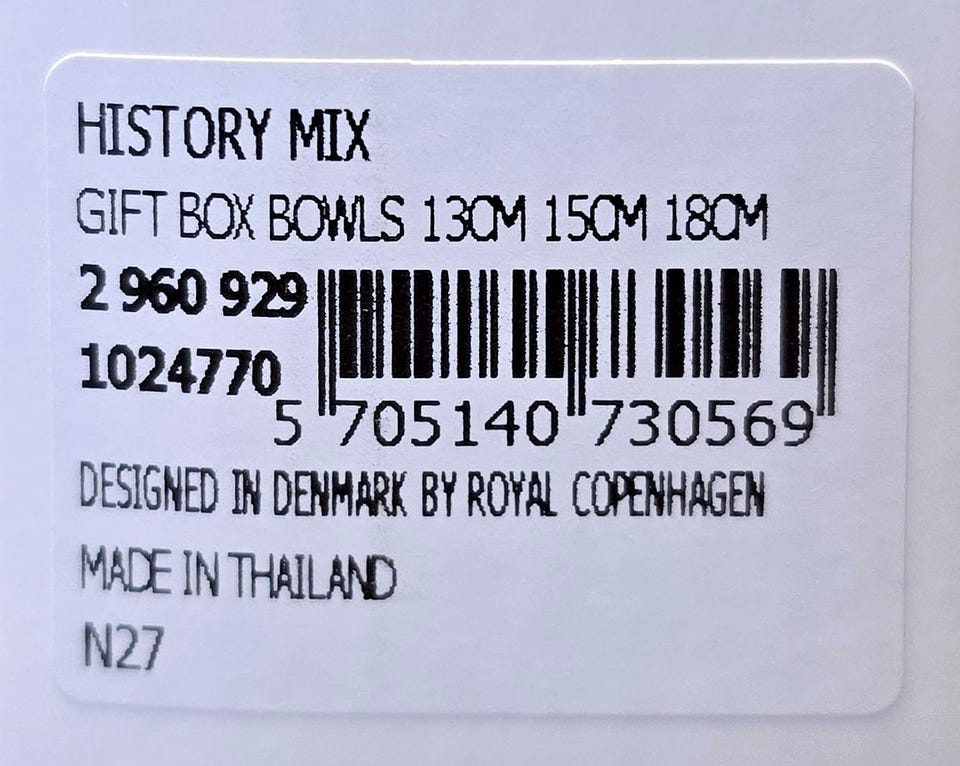 HISTORY MIX
GIFT BOX BOWLS 13CM 15CM 18CM
2 960 929
1024770
5 705140 730569
DESIGNED IN DENMARK BY ROYAL COPENHAGEN
MADE IN THAILAND
N27